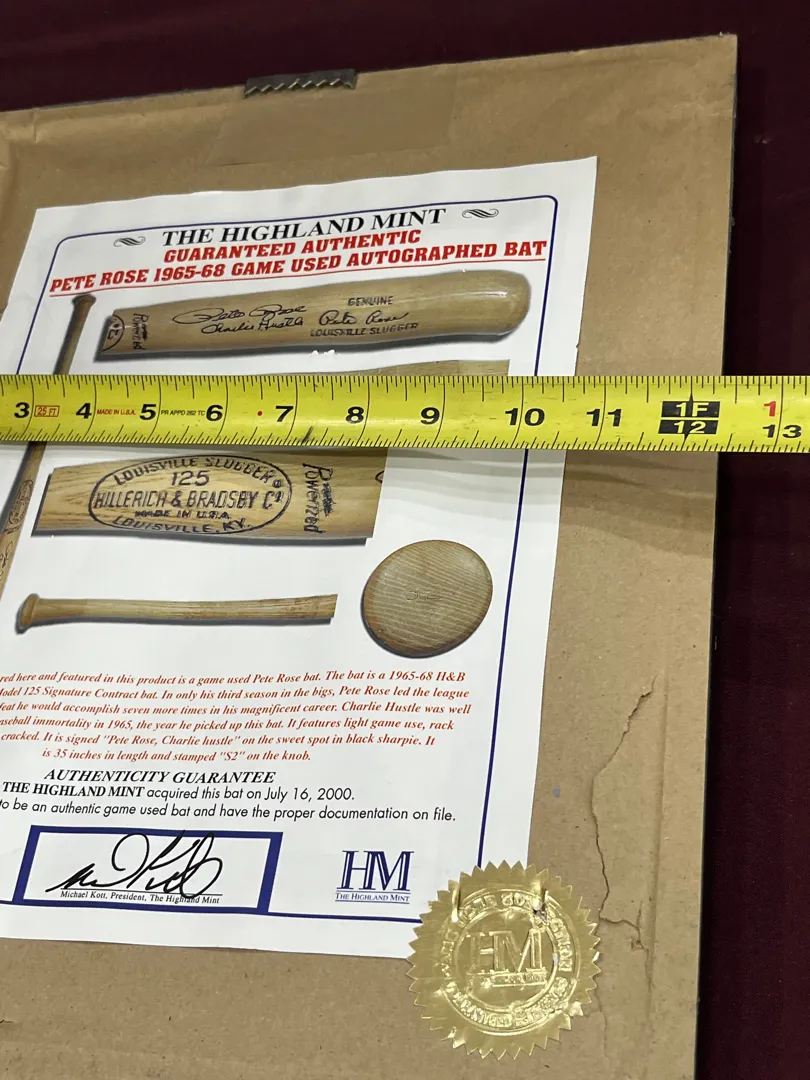 THE HIGHLAND MINT
GUARANTEED AUTHENTIC
PETE ROSE 1965-68 GAME USED AUTOGRAPHED BAT
Powerized
Pete Rose
Charlie Hustle
GENUINE
Pete Rose
LOUISVILLE SLUGGER
3 25 FT 4 MADE IN U.S.A. 5 PR APPD 262 TC 6 7 8 9 10 11 1F 12 1 13
LOUISVILLE SLUGGER
125
HILLERICH & BRADSBY Co
MADE IN U.S.A.
LOUISVILLE, KY.
Powerized
red here and featured in this product is a game used Pete Rose bat. The bat is a 1965-68 H&B
odel 125 Signature Contract bat. In only his third season in the bigs, Pete Rose led the league
feat he would accomplish seven more times in his magnificent career. Charlie Hustle was well
aseball immortality in 1965, the year he picked up this bat. It features light game use, rack
cracked. It is signed "Pete Rose, Charlie hustle" on the sweet spot in black sharpie. It
is 35 inches in length and stamped "S2" on the knob.
AUTHENTICITY GUARANTEE
THE HIGHLAND MINT acquired this bat on July 16, 2000.
to be an authentic game used bat and have the proper documentation on file.
Michael Kott, President, The Highland Mint
HM
THE HIGHLAND MINT
HM